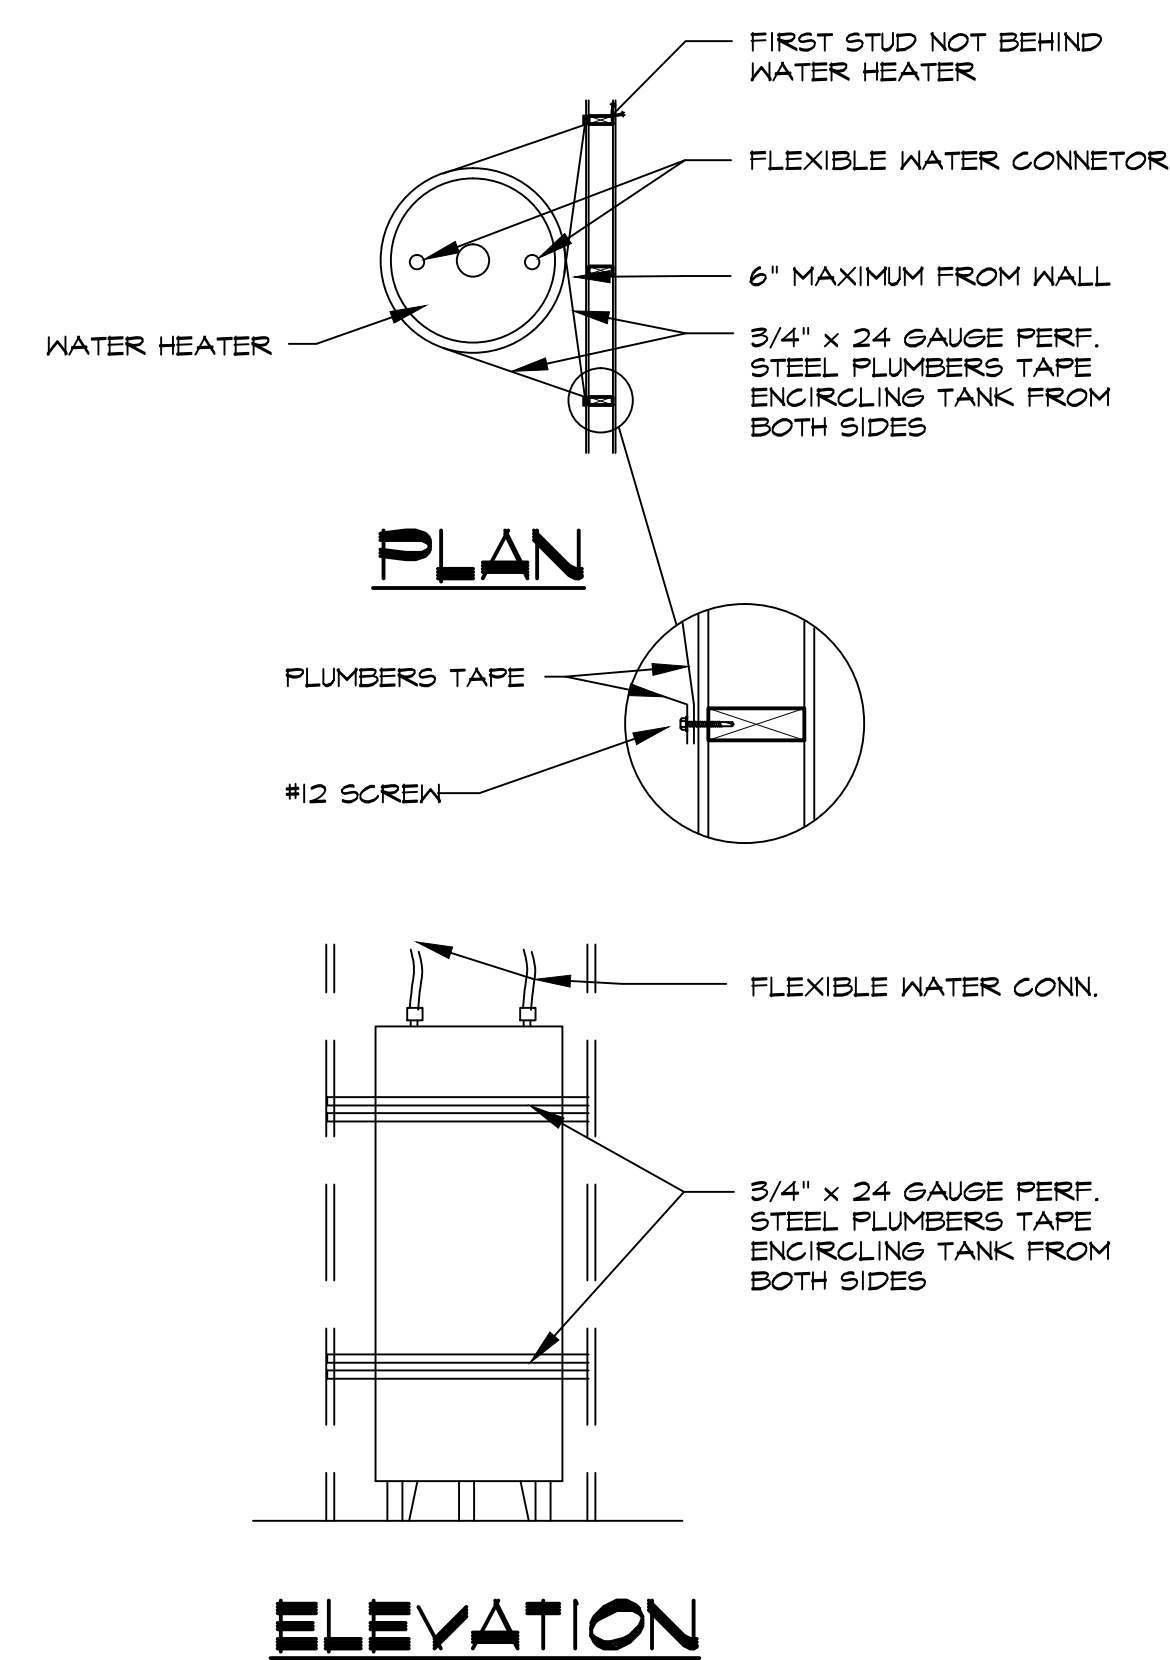 FIRST STUD NOT BEHIND
WATER HEATER
FLEXIBLE WATER CONNETOR
6" MAXIMUM FROM WALL
WATER HEATER
3/4" x 24 GAUGE PERF.
STEEL PLUMBERS TAPE
ENCIRCLING TANK FROM
BOTH SIDES
PLAN
PLUMBERS TAPE
#12 SCREW
FLEXIBLE WATER CONN.
3/4" x 24 GAUGE PERF.
STEEL PLUMBERS TAPE
ENCIRCLING TANK FROM
BOTH SIDES
ELEVATION